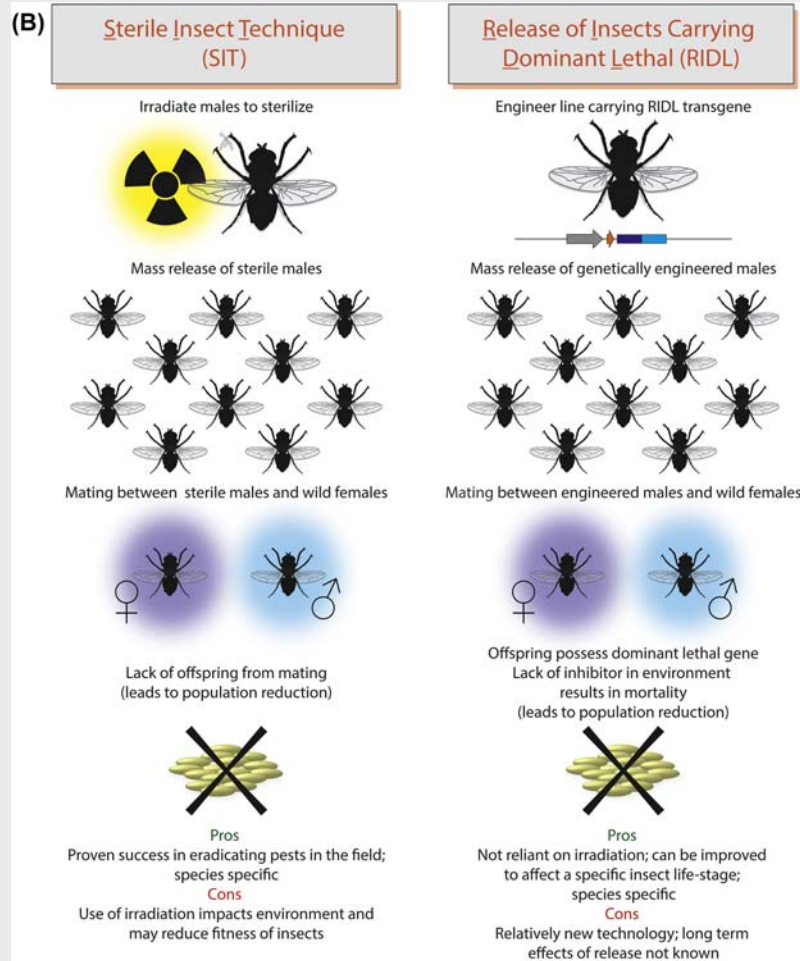 (B)
Sterile Insect Technique
(SIT)
Irradiate males to sterilize
Mass release of sterile males
Mating between sterile males and wild females
Lack of offspring from mating
(leads to population reduction)
Pros
Proven success in eradicating pests in the field;
species specific
Cons
Use of irradiation impacts environment and
may reduce fitness of insects
Release of Insects Carrying
Dominant Lethal (RIDL)
Engineer line carrying RIDL transgene
Mass release of genetically engineered males
Mating between engineered males and wild females
Offspring possess dominant lethal gene
Lack of inhibitor in environment
results in mortality
(leads to population reduction)
Pros
Not reliant on irradiation; can be improved
to affect a specific insect life-stage;
species specific
Cons
Relatively new technology; long term
effects of release not known